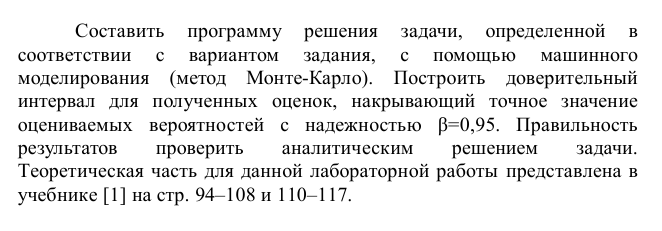 Составить программу решения задачи, определенной в
соответствии с вариантом задания, с помощью машинного
моделирования (метод Монте-Карло). Построить доверительный
интервал для полученных оценок, накрывающий точное значение
оцениваемых вероятностей с надежностью β=0,95. Правильность
результатов проверить аналитическим решением задачи.
Теоретическая часть для данной лабораторной работы представлена в
учебнике [1] на стр. 94–108 и 110–117.